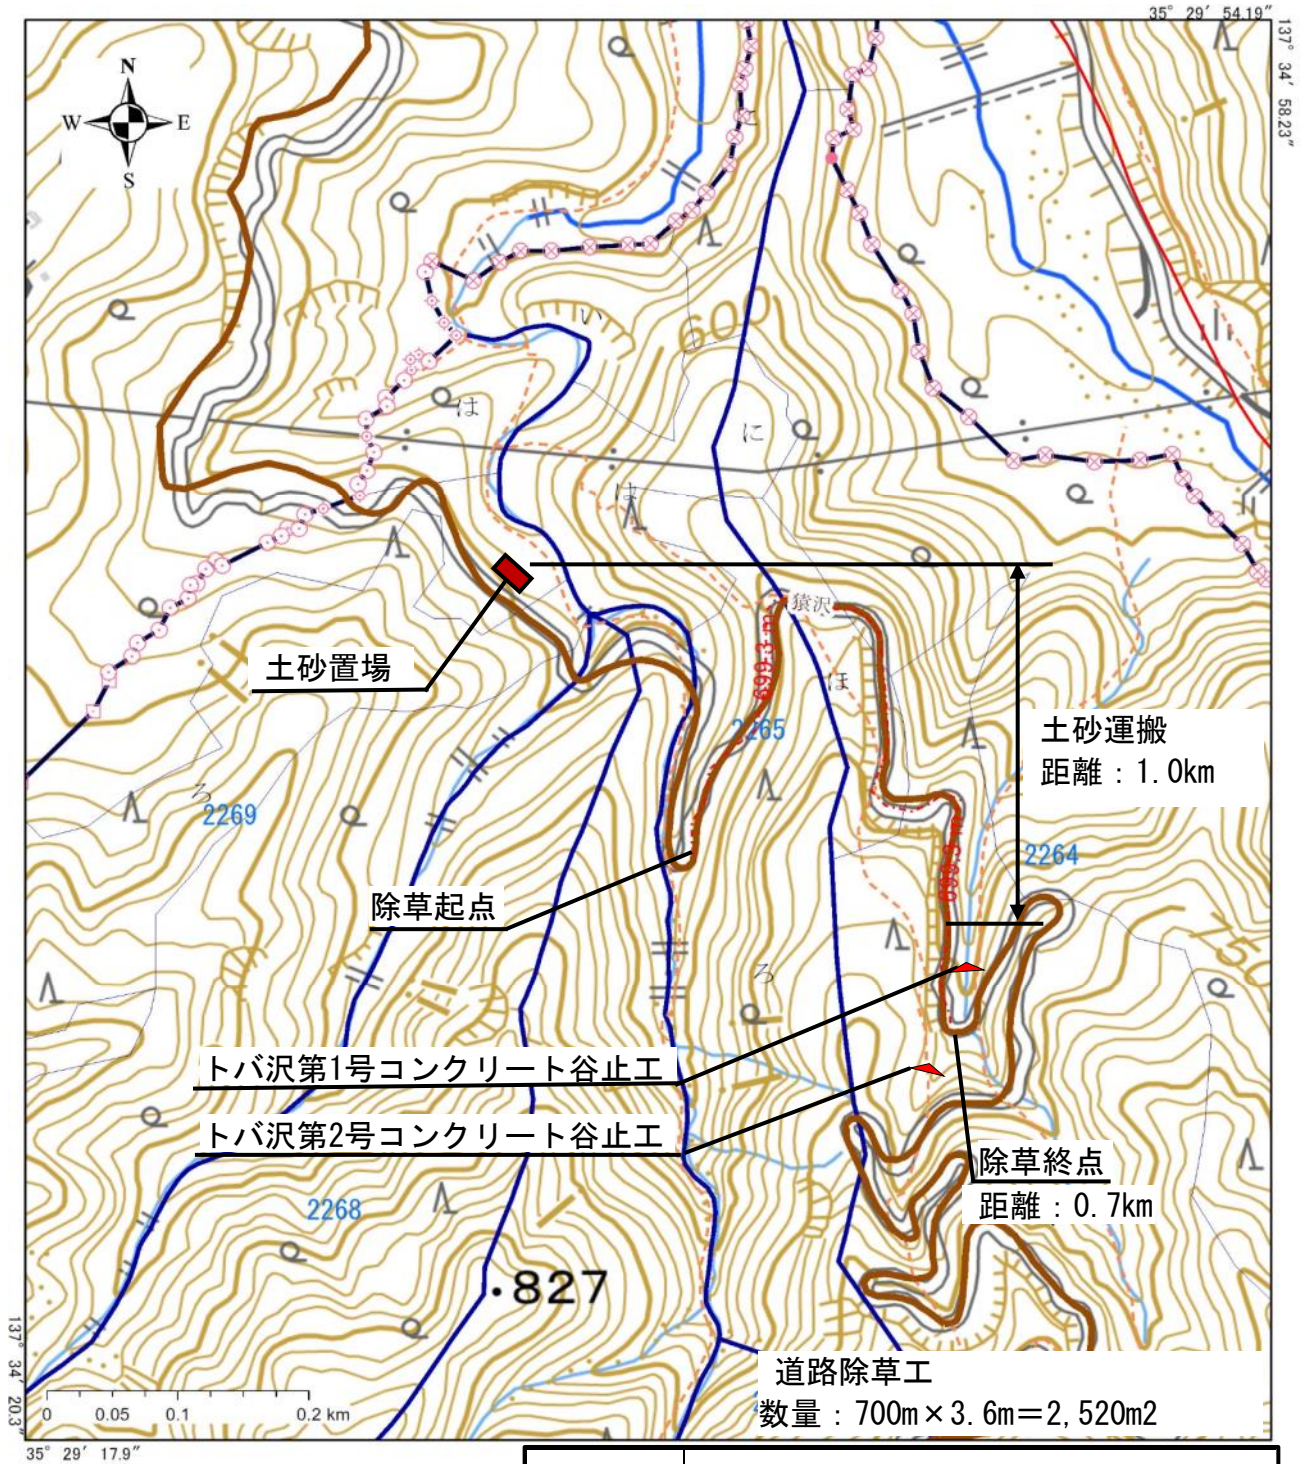 35° 29′ 54.19″
137° 34′ 58.23″
N
W E
S
に
い
600
は
に
は
猿沢
土砂置場
ほ
2265
土砂運搬
距離：1.0km
ろ
2269
2264
除草起点
750
ろ
トバ沢第1号コンクリート谷止工
トバ沢第2号コンクリート谷止工
除草終点
距離：0.7km
2268
・827
道路除草工
数量：700m×3.6m＝2,520m2
137° 34′ 20.3″
0 0.05 0.1 0.2 km
35° 29′ 17.9″